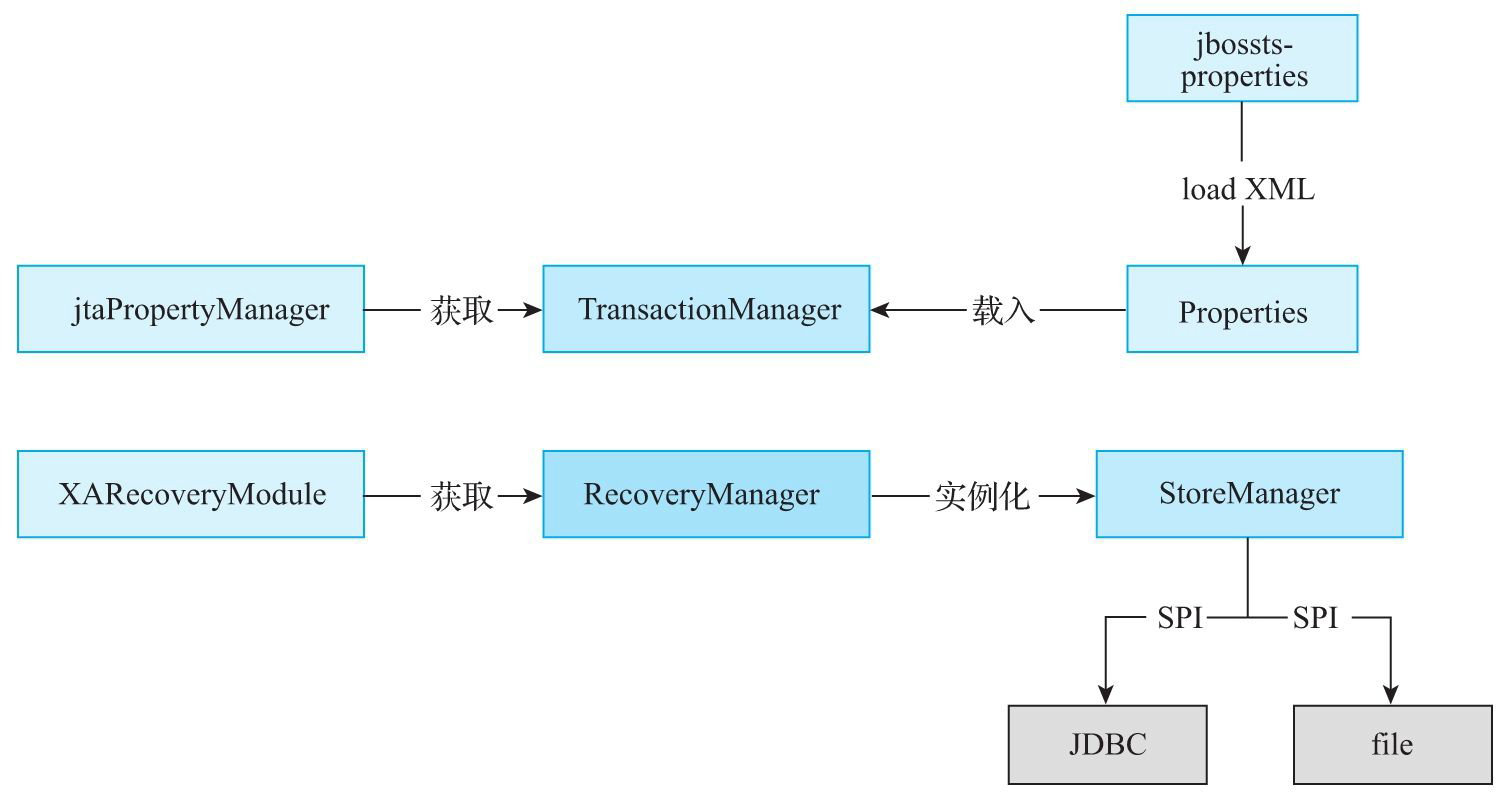 jbossts-
properties
load XML
jtaPropertyManager
获取
TransactionManager
载入
Properties
XARecoveryModule
获取
RecoveryManager
实例化
StoreManager
SPI
SPI
JDBC
file